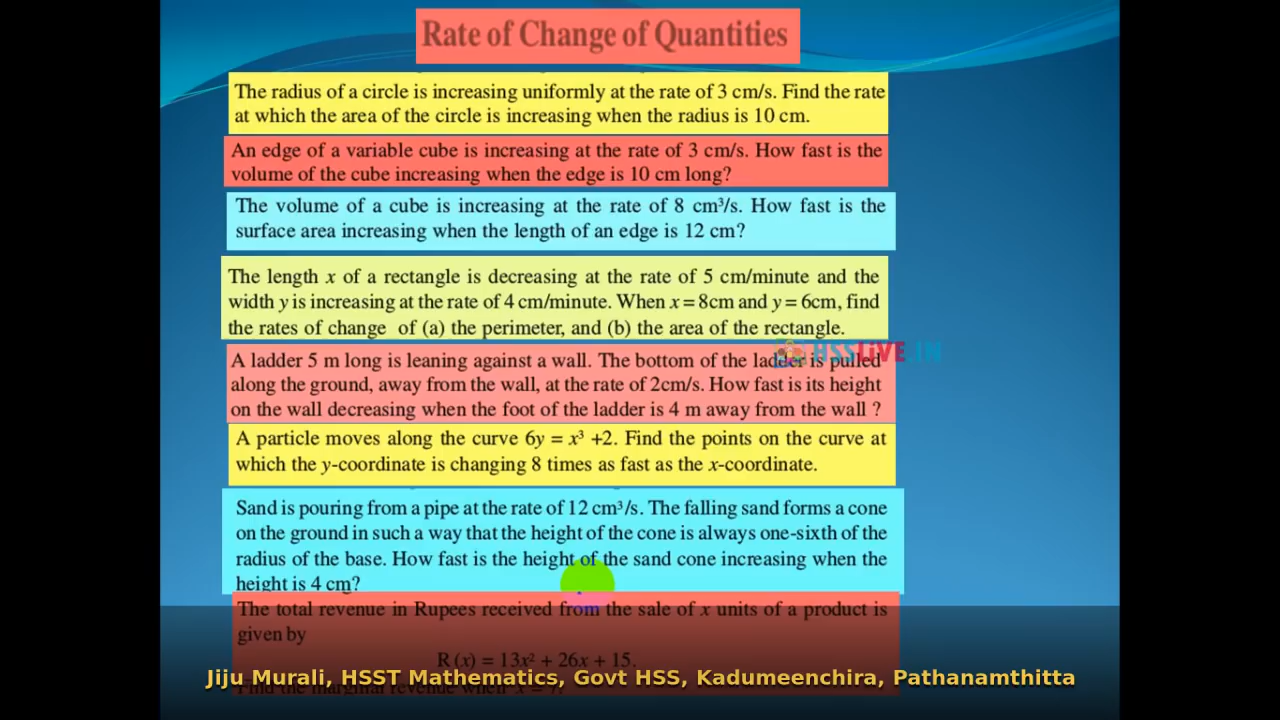 Rate of Change of Quantities
The radius of a circle is increasing uniformly at the rate of 3 cm/s. Find the rate
at which the area of the circle is increasing when the radius is 10 cm.
An edge of a variable cube is increasing at the rate of 3 cm/s. How fast is the
volume of the cube increasing when the edge is 10 cm long?
The volume of a cube is increasing at the rate of 8 cm³/s. How fast is the
surface area increasing when the length of an edge is 12 cm?
The length x of a rectangle is decreasing at the rate of 5 cm/minute and the
width y is increasing at the rate of 4 cm/minute. When x = 8cm and y = 6cm, find
the rates of change of (a) the perimeter, and (b) the area of the rectangle.
HSSLiVE.IN
A ladder 5 m long is leaning against a wall. The bottom of the ladder is pulled
along the ground, away from the wall, at the rate of 2cm/s. How fast is its height
on the wall decreasing when the foot of the ladder is 4 m away from the wall ?
A particle moves along the curve 6y = x³ +2. Find the points on the curve at
which the y-coordinate is changing 8 times as fast as the x-coordinate.
Sand is pouring from a pipe at the rate of 12 cm³/s. The falling sand forms a cone
on the ground in such a way that the height of the cone is always one-sixth of the
radius of the base. How fast is the height of the sand cone increasing when the
height is 4 cm?
The total revenue in Rupees received from the sale of x units of a product is
given by
R (x) = 13x² + 26x + 15.
Jiju Murali, HSST Mathematics, Govt HSS, Kadumeenchira, Pathanamthitta
Find the marginal revenue when x = 7.